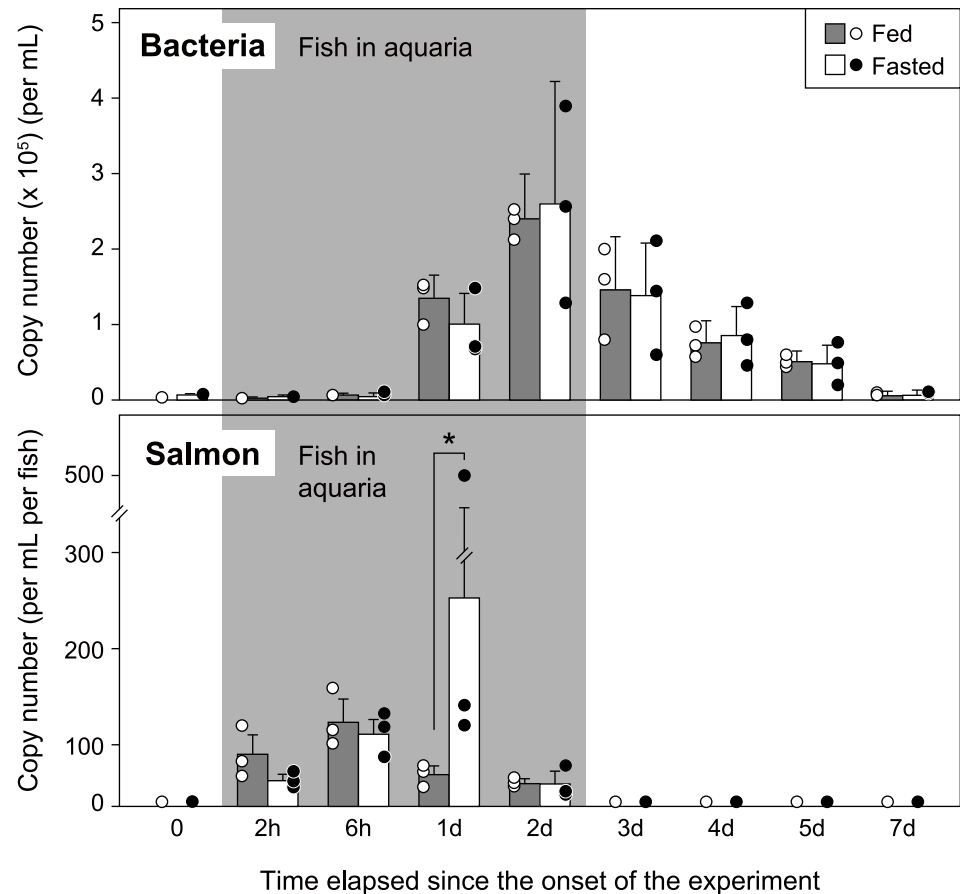 Copy number (x 10⁵) (per mL)
5
4
3
2
1
0
Bacteria
Fish in aquaria
Fed
Fasted
Copy number (per mL per fish)
500
300
200
100
0
Salmon
Fish in
aquaria
*
0 2h 6h 1d 2d 3d 4d 5d 7d
Time elapsed since the onset of the experiment